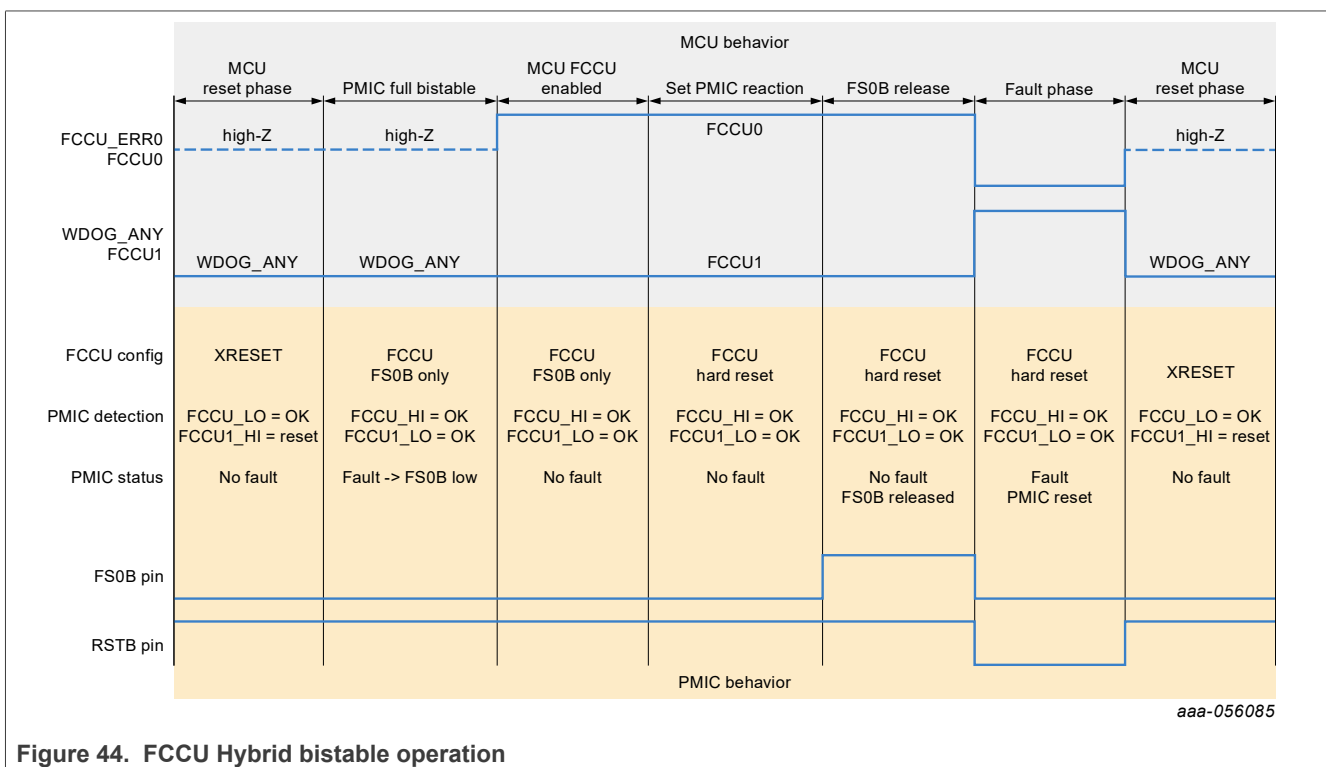 MCU behavior
MCU
reset phase
PMIC full bistable
MCU FCCU
enabled
Set PMIC reaction
FS0B release
Fault phase
MCU
reset phase
FCCU_ERR0
FCCU0
high-Z
high-Z
FCCU0
high-Z
WDOG_ANY
FCCU1
WDOG_ANY
WDOG_ANY
FCCU1
WDOG_ANY
FCCU config
XRESET
FCCU
FS0B only
FCCU
FS0B only
FCCU
hard reset
FCCU
hard reset
FCCU
hard reset
XRESET
PMIC detection
FCCU_LO = OK
FCCU1_HI = reset
FCCU_HI = OK
FCCU1_LO = OK
FCCU_HI = OK
FCCU1_LO = OK
FCCU_HI = OK
FCCU1_LO = OK
FCCU_HI = OK
FCCU1_LO = OK
FCCU_HI = OK
FCCU1_LO = OK
FCCU_LO = OK
FCCU1_HI = reset
PMIC status
No fault
Fault -> FS0B low
No fault
No fault
No fault
FS0B released
Fault
PMIC reset
No fault
FS0B pin
RSTB pin
PMIC behavior
aaa-056085
Figure 44. FCCU Hybrid bistable operation